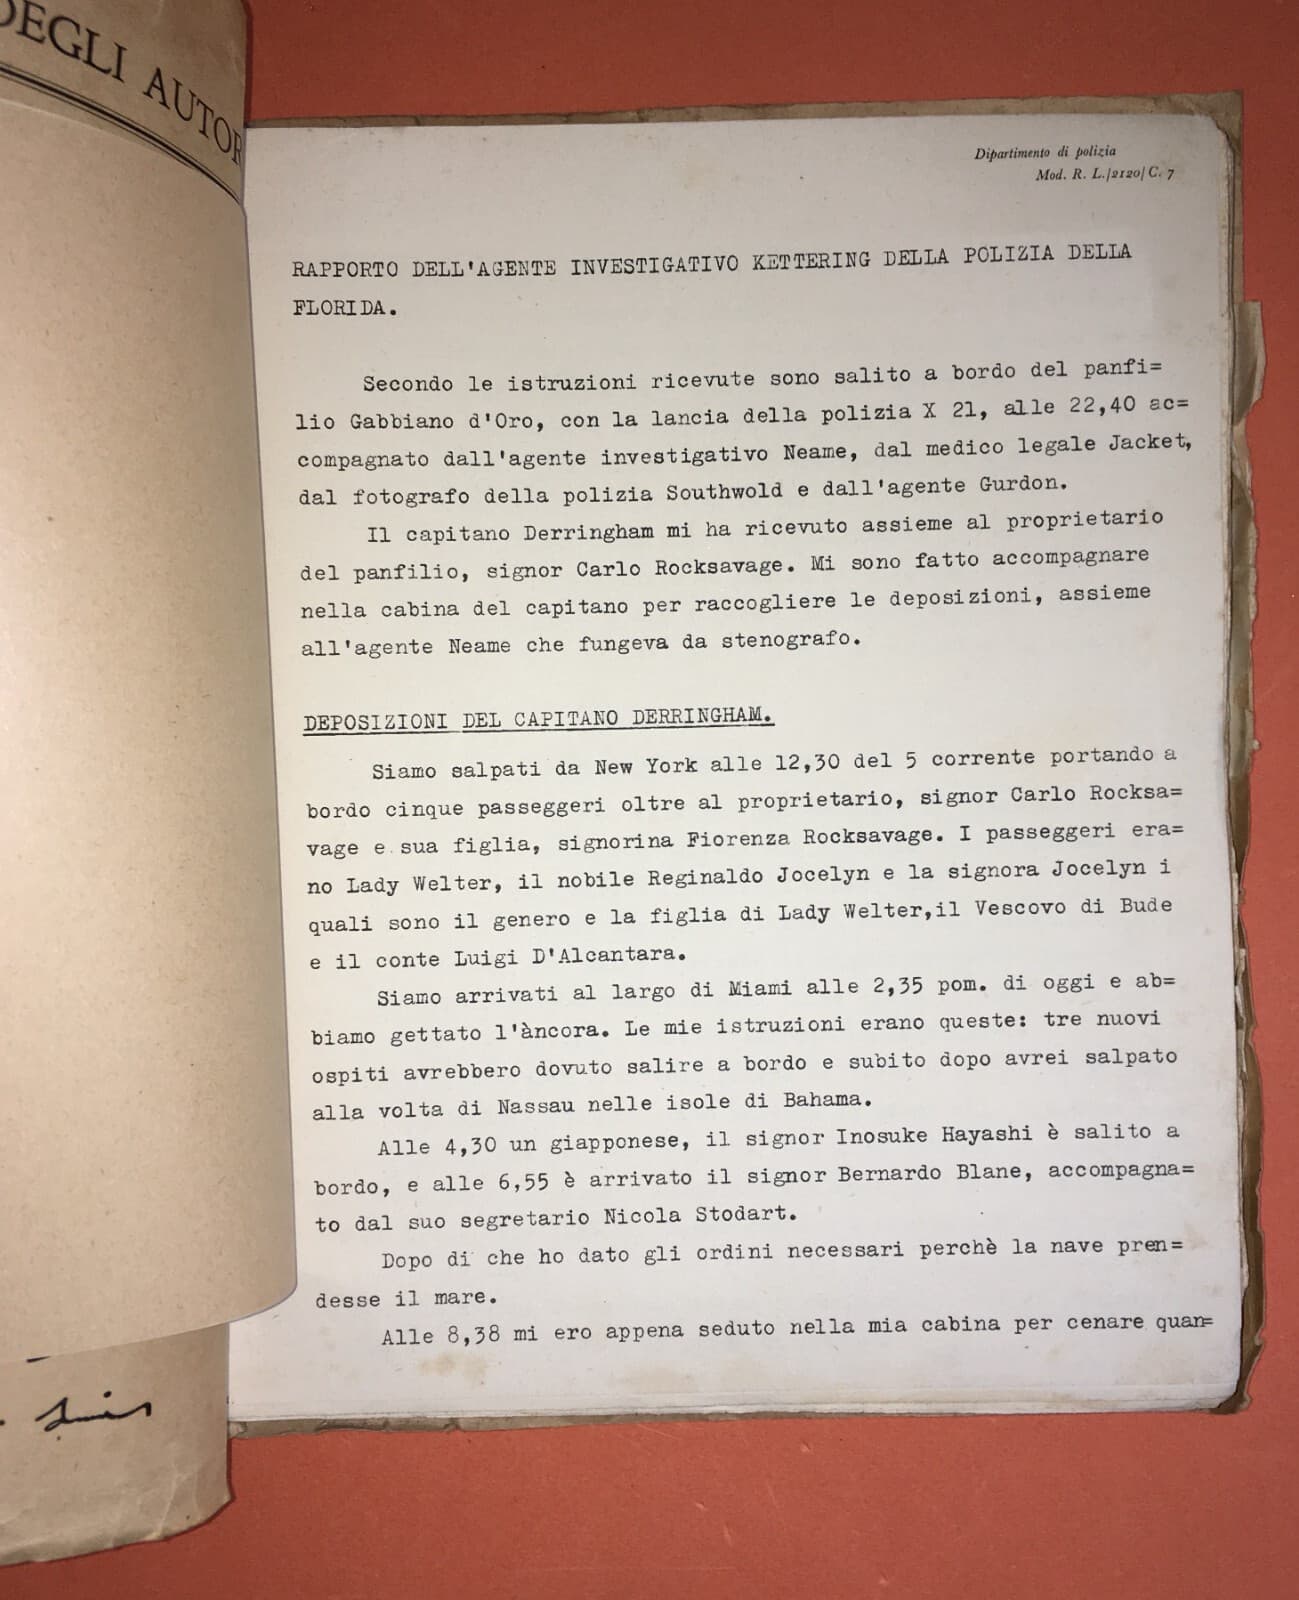 DEGLI AUTOR
Dipartimento di polizia
Mod. R. L./2120/C. 7
RAPPORTO DELL'AGENTE INVESTIGATIVO KETTERING DELLA POLIZIA DELLA
FLORIDA.
Secondo le istruzioni ricevute sono salito a bordo del panfi=
lio Gabbiano d'Oro, con la lancia della polizia X 21, alle 22,40 ac=
compagnato dall'agente investigativo Neame, dal medico legale Jacket,
dal fotografo della polizia Southwold e dall'agente Gurdon.
Il capitano Derringham mi ha ricevuto assieme al proprietario
del panfilio, signor Carlo Rocksavage. Mi sono fatto accompagnare
nella cabina del capitano per raccogliere le deposizioni, assieme
all'agente Neame che fungeva da stenografo.
DEPOSIZIONI DEL CAPITANO DERRINGHAM.
Siamo salpati da New York alle 12,30 del 5 corrente portando a
bordo cinque passeggeri oltre al proprietario, signor Carlo Rocksa=
vage e sua figlia, signorina Fiorenza Rocksavage. I passeggeri era=
no Lady Welter, il nobile Reginaldo Jocelyn e la signora Jocelyn i
quali sono il genero e la figlia di Lady Welter,il Vescovo di Bude
e il conte Luigi D'Alcantara.
Siamo arrivati al largo di Miami alle 2,35 pom. di oggi e ab=
biamo gettato l'àncora. Le mie istruzioni erano queste: tre nuovi
ospiti avrebbero dovuto salire a bordo e subito dopo avrei salpato
alla volta di Nassau nelle isole di Bahama.
Alle 4,30 un giapponese, il signor Inosuke Hayashi è salito a
bordo, e alle 6,55 è arrivato il signor Bernardo Blane, accompagna=
to dal suo segretario Nicola Stodart.
Dopo di che ho dato gli ordini necessari perchè la nave pren=
desse il mare.
Alle 8,38 mi ero appena seduto nella mia cabina per cenare quan=